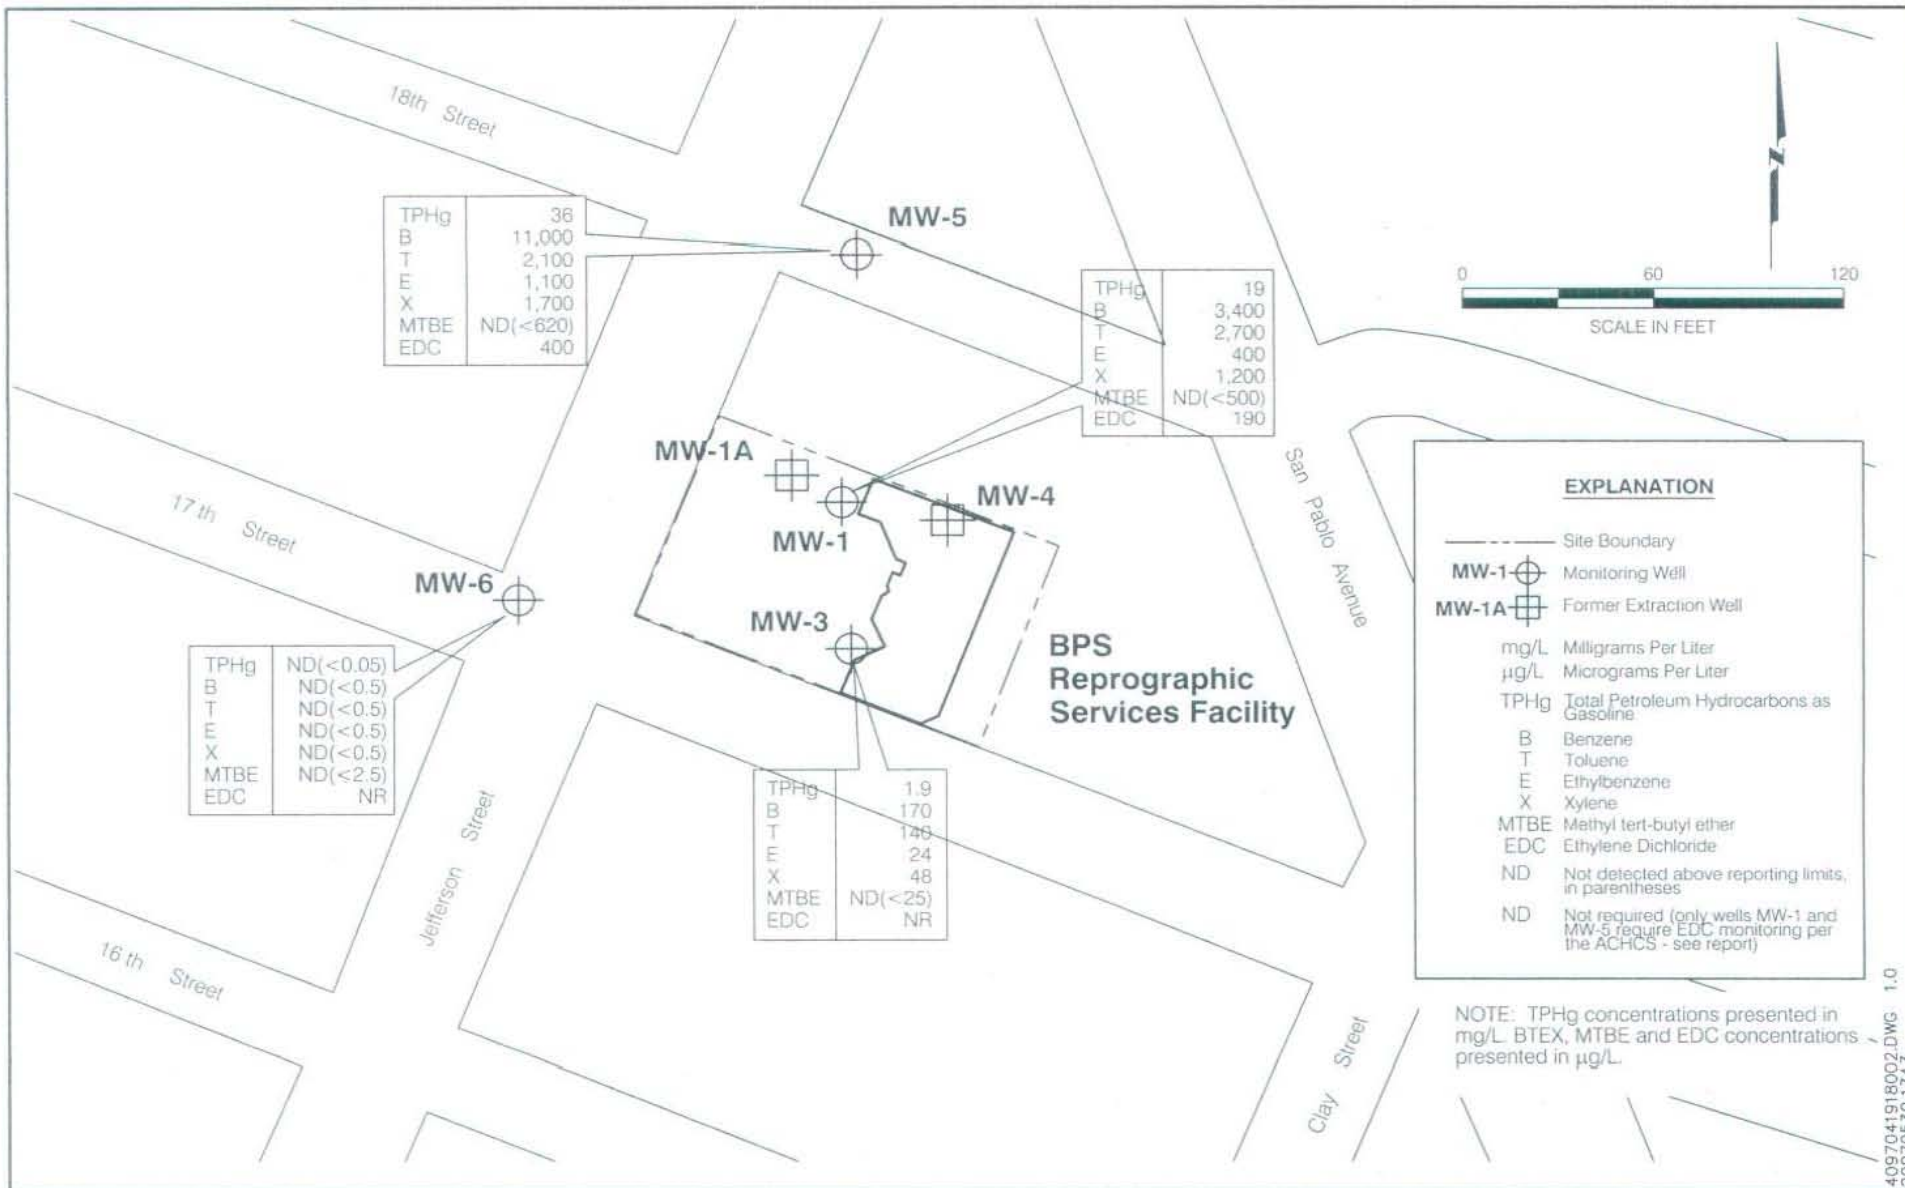 18th Street
MW-5
TPHg 36
B 11,000
T 2,100
E 1,100
X 1,700
MTBE ND(<620)
EDC 400
TPHg 19
B 3,400
T 2,700
E 400
X 1,200
MTBE ND(<500)
EDC 190
0 60 120
SCALE IN FEET
MW-1A
MW-4
MW-1
17 th Street
MW-6
MW-3
San Pablo Avenue
BPS
Reprographic
Services Facility
TPHg ND(<0.05)
B ND(<0.5)
T ND(<0.5)
E ND(<0.5)
X ND(<0.5)
MTBE ND(<2.5)
EDC NR
TPHg 1.9
B 170
T 140
E 24
X 48
MTBE ND(<25)
EDC NR
Jefferson Street
16 th Street
Clay Street
EXPLANATION
Site Boundary
MW-1 Monitoring Well
MW-1A Former Extraction Well
mg/L Milligrams Per Liter
µg/L Micrograms Per Liter
TPHg Total Petroleum Hydrocarbons as
Gasoline
B Benzene
T Toluene
E Ethylbenzene
X Xylene
MTBE Methyl tert-butyl ether
EDC Ethylene Dichloride
ND Not detected above reporting limits,
in parentheses
ND Not required (only wells MW-1 and
MW-5 require EDC monitoring per
the ACHCS - see report)
NOTE: TPHg concentrations presented in
mg/L. BTEX, MTBE and EDC concentrations
presented in µg/L.
4097041918002.DWG 1.0